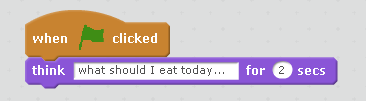 when clicked
think what should I eat today... for 2 secs